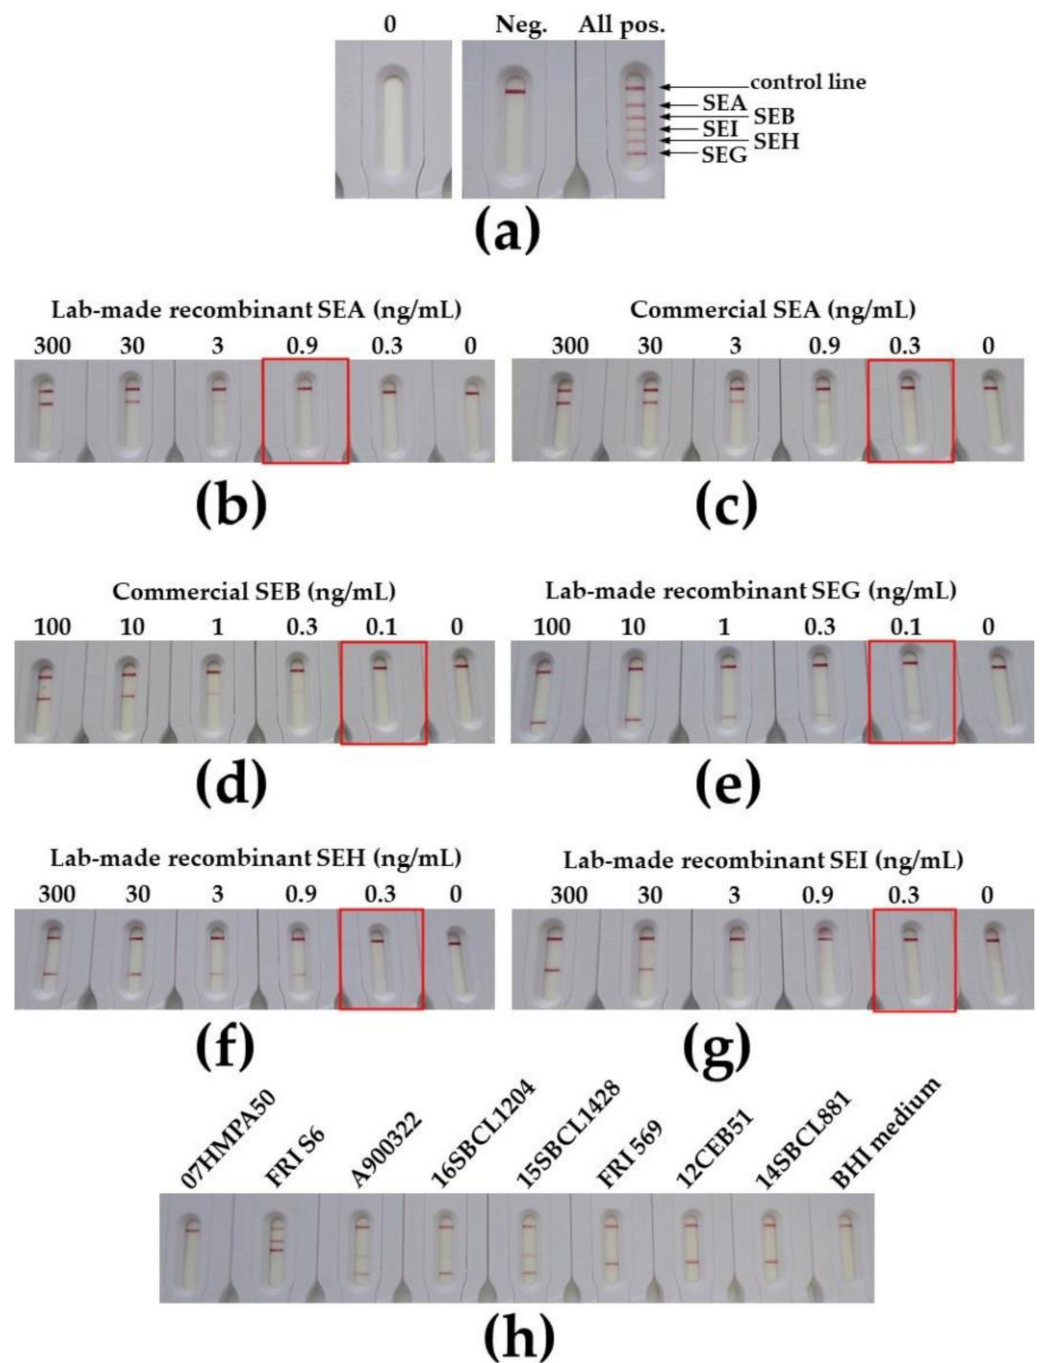 0 Neg. All pos.
control line
SEA
SEB
SEI
SEH
SEG
(a)
Lab-made recombinant SEA (ng/mL)
300 30 3 0.9 0.3 0
(b)
Commercial SEA (ng/mL)
300 30 3 0.9 0.3 0
(c)
Commercial SEB (ng/mL)
100 10 1 0.3 0.1 0
(d)
Lab-made recombinant SEG (ng/mL)
100 10 1 0.3 0.1 0
(e)
Lab-made recombinant SEH (ng/mL)
300 30 3 0.9 0.3 0
(f)
Lab-made recombinant SEI (ng/mL)
300 30 3 0.9 0.3 0
(g)
07HMPA50
FRI S6
A900322
16SBCL1204
15SBCL1428
FRI 569
12CEB51
14SBCL881
BHI medium
(h)